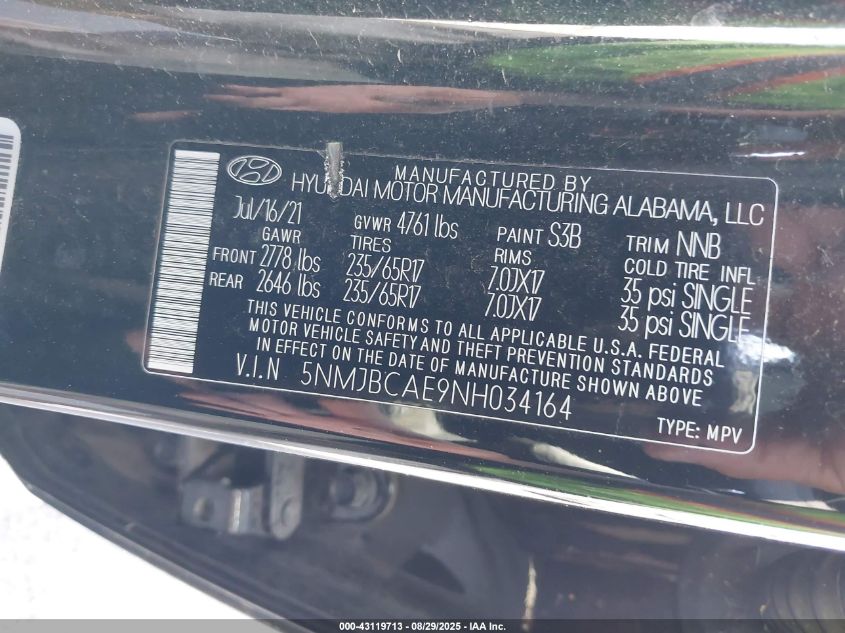 MANUFACTURED BY
HYUNDAI MOTOR MANUFACTURING ALABAMA, LLC
Jul/16/21 GVWR 4761 lbs PAINT S3B TRIM NNB
GAWR TIRES RIMS COLD TIRE INFL
FRONT 2778 lbs 235/65R17 7.0JX17 35 psi SINGLE
REAR 2646 lbs 235/65R17 7.0JX17 35 psi SINGLE
THIS VEHICLE CONFORMS TO ALL APPLICABLE U.S.A. FEDERAL
MOTOR VEHICLE SAFETY AND THEFT PREVENTION STANDARDS
IN EFFECT ON THE DATE OF MANUFACTURE SHOWN ABOVE
V.I.N 5NMJBCAE9NH034164
TYPE: MPV
000-43119713 - 08/29/2025 - IAA Inc.